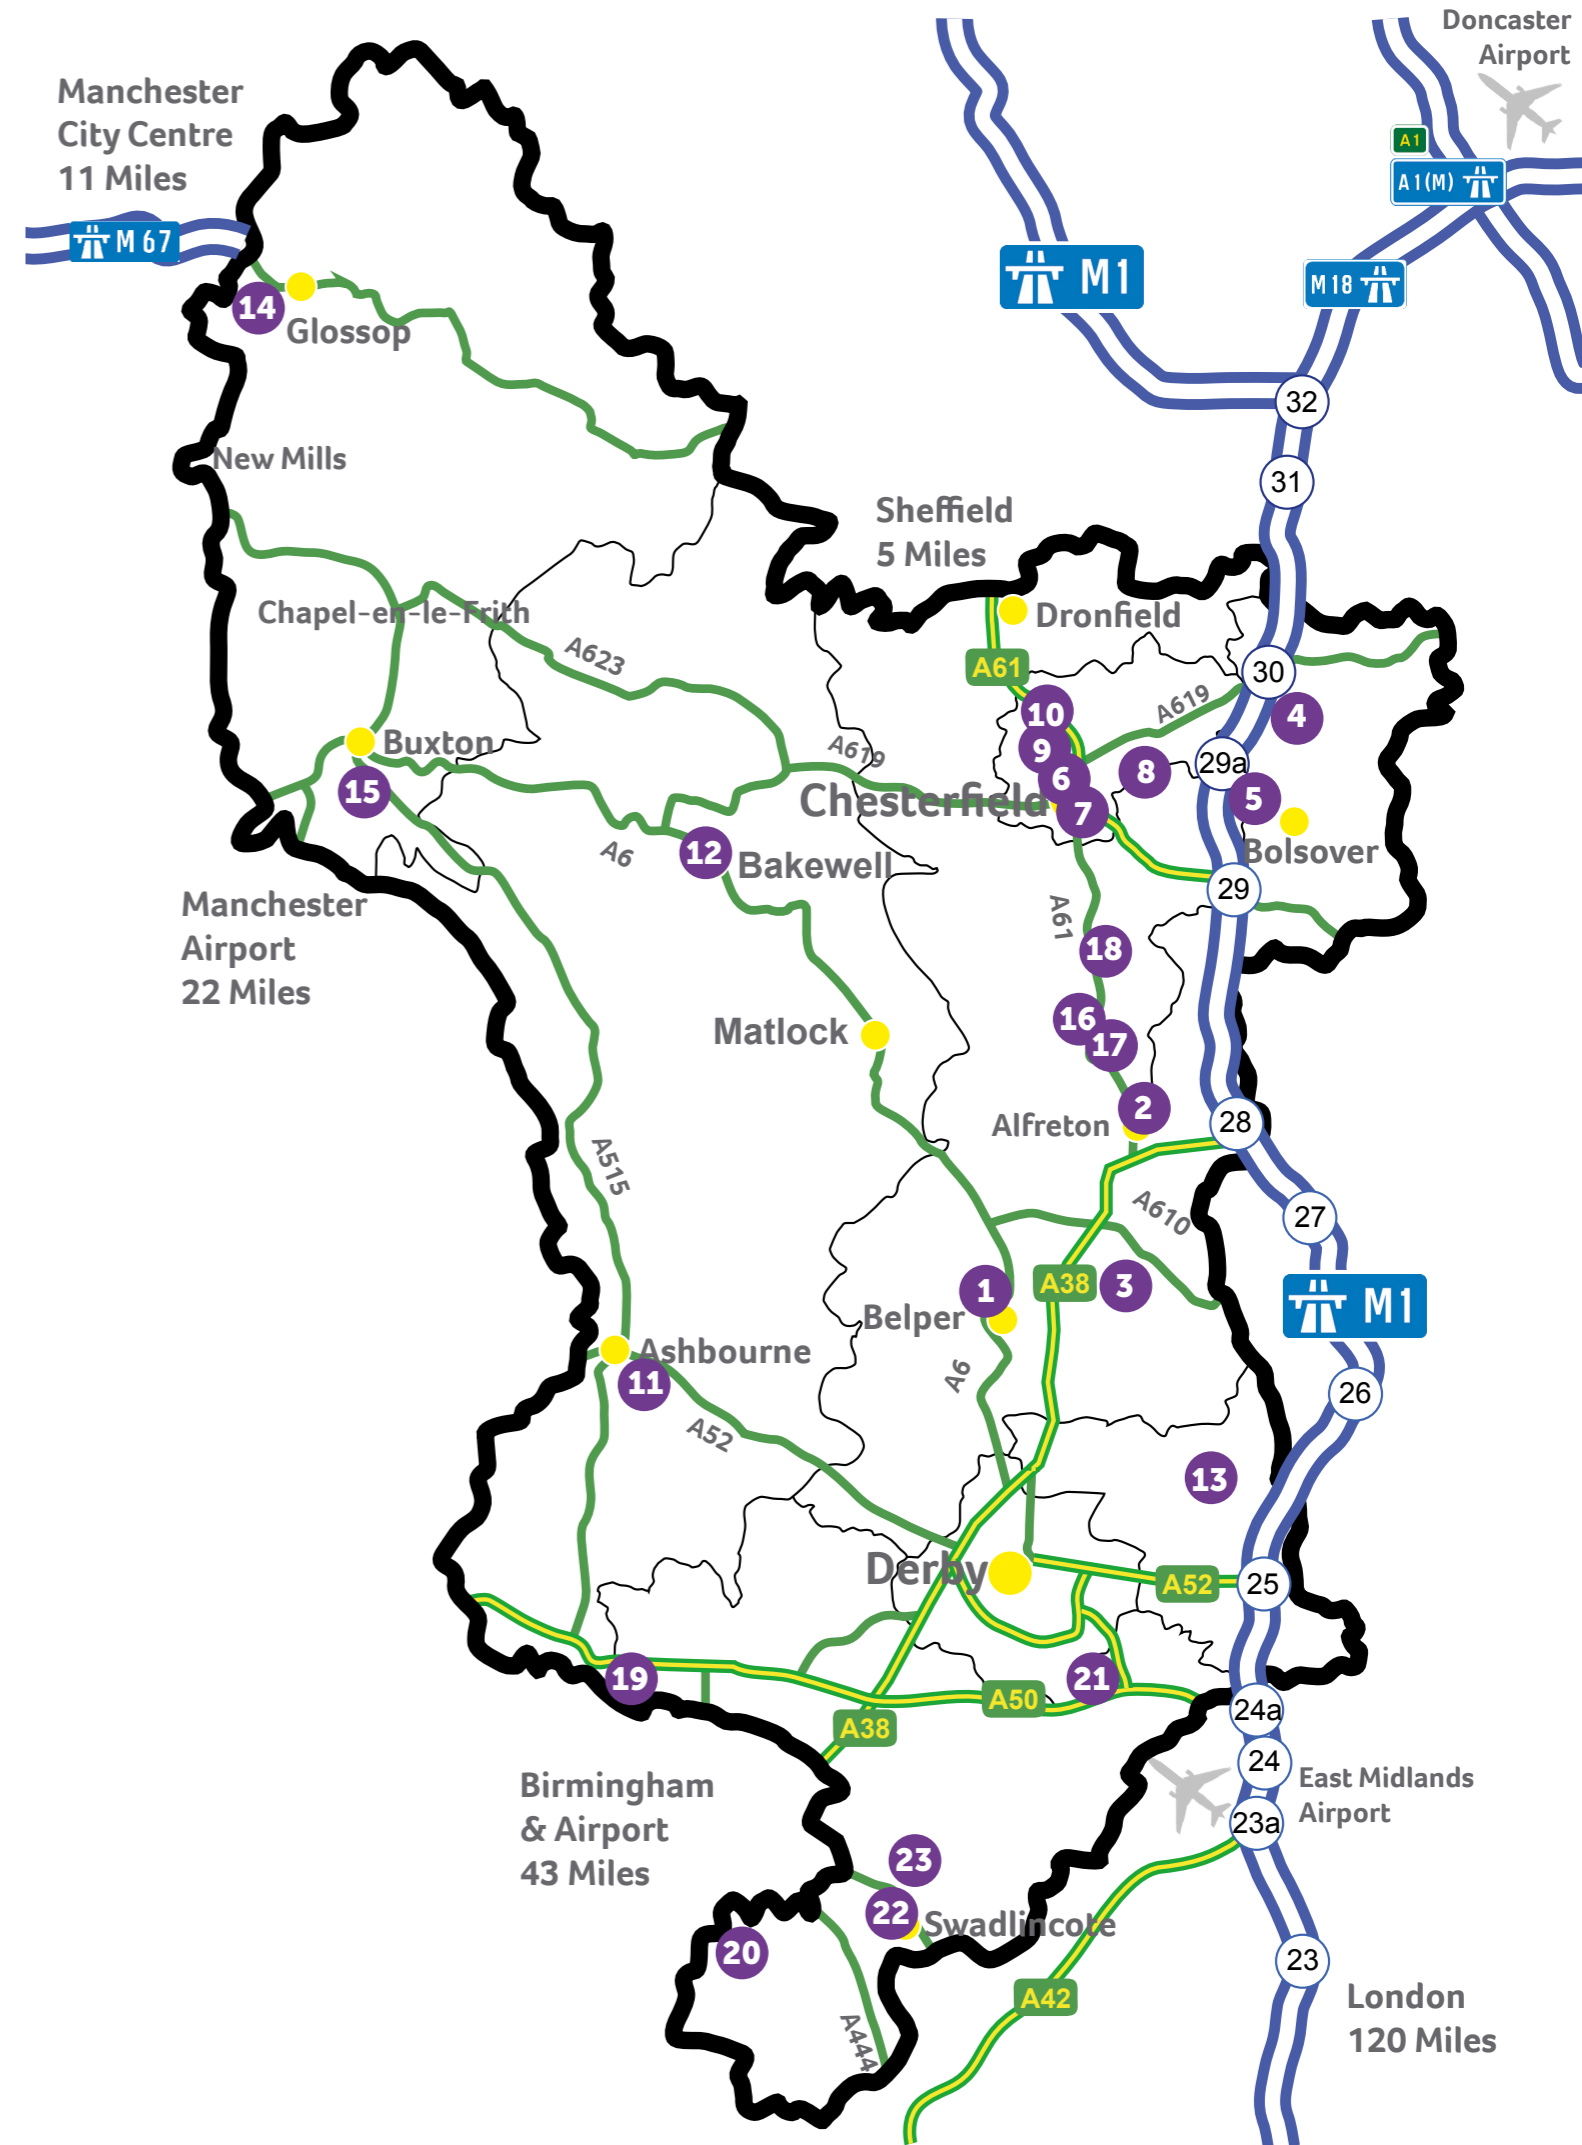 Doncaster
Airport
Manchester
City Centre
11 Miles
A1
A1(M)
M 67
M1
M18
14
Glossop
32
New Mills
31
Sheffield
5 Miles
Chapel-en-le-Frith
Dronfield
A623
A61
30
10
A619
4
Buxton
9
A619
29a
15
6
8
Chesterfield
7
5
A6
12
Bakewell
Bolsover
29
Manchester
Airport
22 Miles
A61
18
Matlock
16
17
2
Alfreton
28
A515
A610
27
1
A38
3
Belper
M1
Ashbourne
11
A6
26
A52
13
Derby
A52
25
19
21
A50
24a
A38
24
Birmingham
& Airport
43 Miles
East Midlands
Airport
23a
23
22
Swadlincote
20
23
A42
London
120 Miles
A444